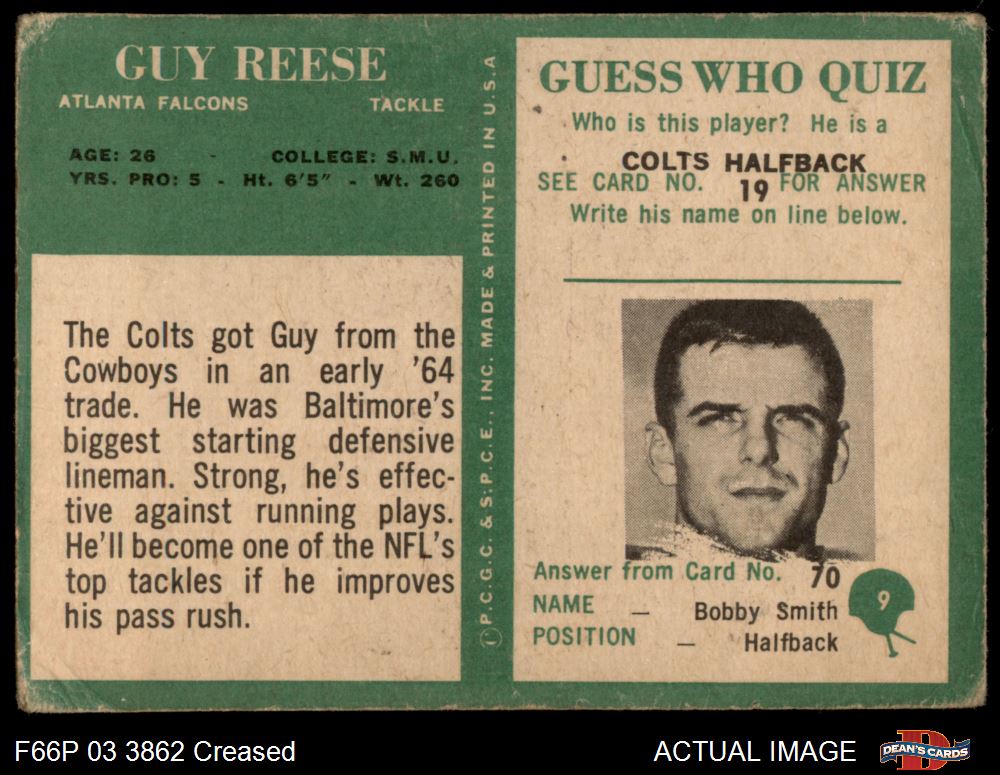 GUY REESE
ATLANTA FALCONS TACKLE
AGE: 26 - COLLEGE: S.M.U.
YRS. PRO: 5 - Ht. 6'5" - Wt. 260
The Colts got Guy from the
Cowboys in an early '64
trade. He was Baltimore's
biggest starting defensive
lineman. Strong, he's effec-
tive against running plays.
He'll become one of the NFL's
top tackles if he improves
his pass rush.
©P.C.G.C. & S.P.C.E., INC. MADE & PRINTED IN U.S.A
GUESS WHO QUIZ
Who is this player? He is a
COLTS HALFBACK
SEE CARD NO. 19 FOR ANSWER
Write his name on line below.
Answer from Card No. 70
NAME — Bobby Smith
POSITION — Halfback
9
F66P 03 3862 Creased
ACTUAL IMAGE
D
DEAN'S CARDS